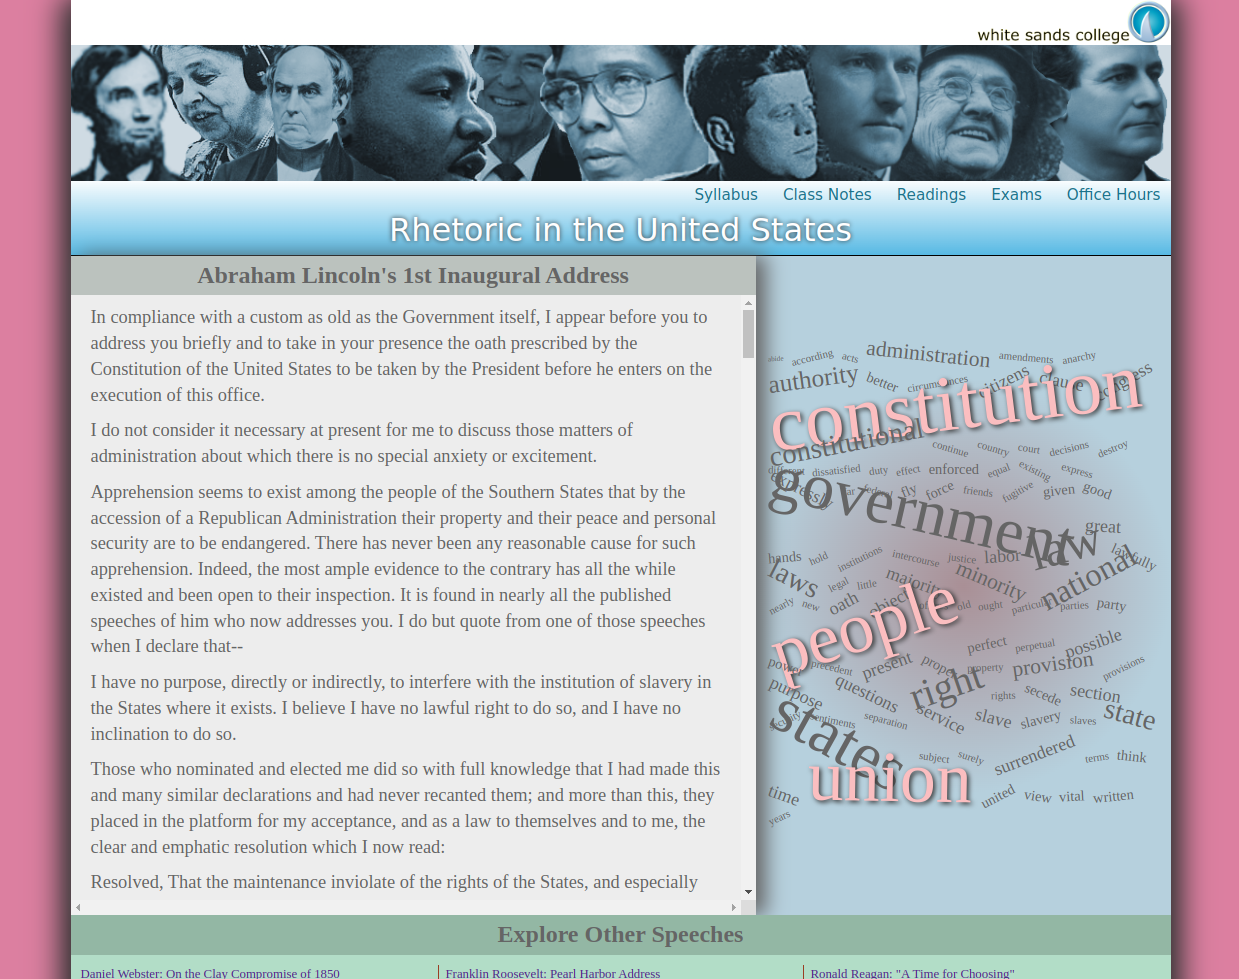 white sands college
Syllabus Class Notes Readings Exams Office Hours
Rhetoric in the United States
Abraham Lincoln's 1st Inaugural Address
In compliance with a custom as old as the Government itself, I appear before you to
address you briefly and to take in your presence the oath prescribed by the
Constitution of the United States to be taken by the President before he enters on the
execution of this office.
I do not consider it necessary at present for me to discuss those matters of
administration about which there is no special anxiety or excitement.
Apprehension seems to exist among the people of the Southern States that by the
accession of a Republican Administration their property and their peace and personal
security are to be endangered. There has never been any reasonable cause for such
apprehension. Indeed, the most ample evidence to the contrary has all the while
existed and been open to their inspection. It is found in nearly all the published
speeches of him who now addresses you. I do but quote from one of those speeches
when I declare that--
I have no purpose, directly or indirectly, to interfere with the institution of slavery in
the States where it exists. I believe I have no lawful right to do so, and I have no
inclination to do so.
Those who nominated and elected me did so with full knowledge that I had made this
and many similar declarations and had never recanted them; and more than this, they
placed in the platform for my acceptance, and as a law to themselves and to me, the
clear and emphatic resolution which I now read:
Resolved, That the maintenance inviolate of the rights of the States, and especially
abide according acts administration amendments anarchy
authority better circumstances citizens clause congress
constitution
constitutional continue country court decisions destroy
different dissatisfied duty effect enforced equal existing express
expressly federal fly force friends fugitive given good
government great
hands hold institutions intercourse justice labor law lawfully
laws legal little majority minority national
nearly new oath object old ought particular parties party
people perfect perpetual possible
power precedent present proper property provision provisions
purpose questions right rights secede section
security sentiments separation service slave slavery slaves state
states subject surely surrendered terms think
time union united view vital written
years
Explore Other Speeches
Daniel Webster: On the Clay Compromise of 1850 Franklin Roosevelt: Pearl Harbor Address Ronald Reagan: "A Time for Choosing"